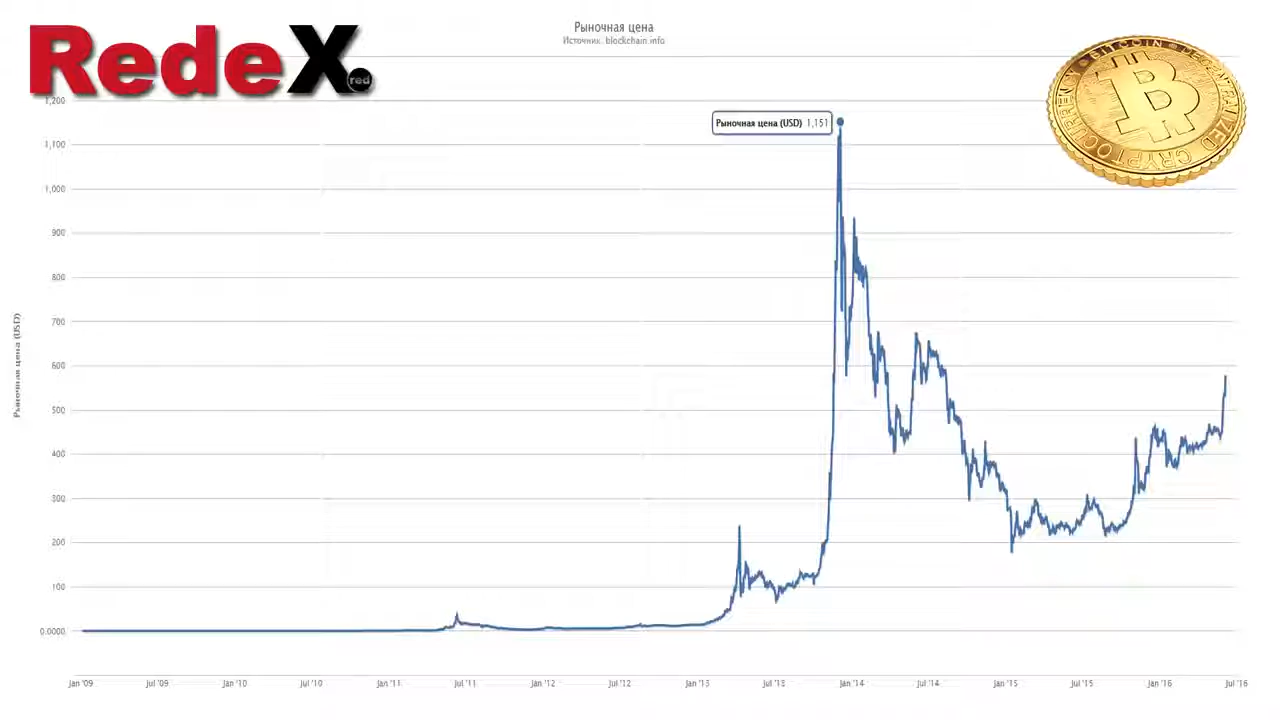 RedeX
red
Рыночная цена
Источник: blockchain.info
BITCOIN
DECENTRALIZED
CRYPTOCURRENCY
Рыночная цена (USD) 1,151
Рыночная цена (USD)
1,200
1,100
1,000
900
800
700
600
500
400
300
200
100
0.0000
Jan '09
Jul '09
Jan '10
Jul '10
Jan '11
Jul '11
Jan '12
Jul '12
Jan '13
Jul '13
Jan '14
Jul '14
Jan '15
Jul '15
Jan '16
Jul '16